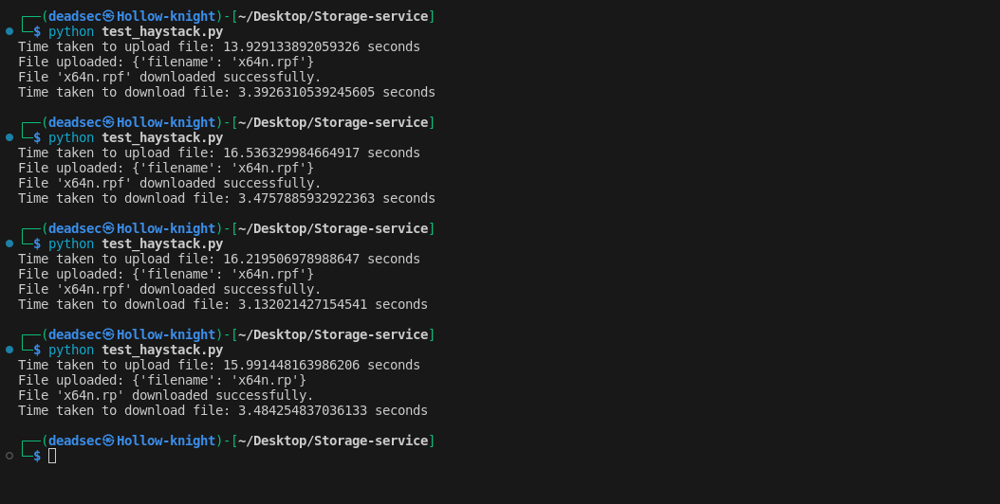 ┌──(deadsec㉿Hollow-knight)-[~/Desktop/Storage-service]
└─$ python test_haystack.py
Time taken to upload file: 13.929133892059326 seconds
File uploaded: {'filename': 'x64n.rpf'}
File 'x64n.rpf' downloaded successfully.
Time taken to download file: 3.3926310539245605 seconds
┌──(deadsec㉿Hollow-knight)-[~/Desktop/Storage-service]
└─$ python test_haystack.py
Time taken to upload file: 16.536329984664917 seconds
File uploaded: {'filename': 'x64n.rpf'}
File 'x64n.rpf' downloaded successfully.
Time taken to download file: 3.4757885932922363 seconds
┌──(deadsec㉿Hollow-knight)-[~/Desktop/Storage-service]
└─$ python test_haystack.py
Time taken to upload file: 16.219506978988647 seconds
File uploaded: {'filename': 'x64n.rpf'}
File 'x64n.rpf' downloaded successfully.
Time taken to download file: 3.132021427154541 seconds
┌──(deadsec㉿Hollow-knight)-[~/Desktop/Storage-service]
└─$ python test_haystack.py
Time taken to upload file: 15.991448163986206 seconds
File uploaded: {'filename': 'x64n.rp'}
File 'x64n.rp' downloaded successfully.
Time taken to download file: 3.484254837036133 seconds
┌──(deadsec㉿Hollow-knight)-[~/Desktop/Storage-service]
└─$